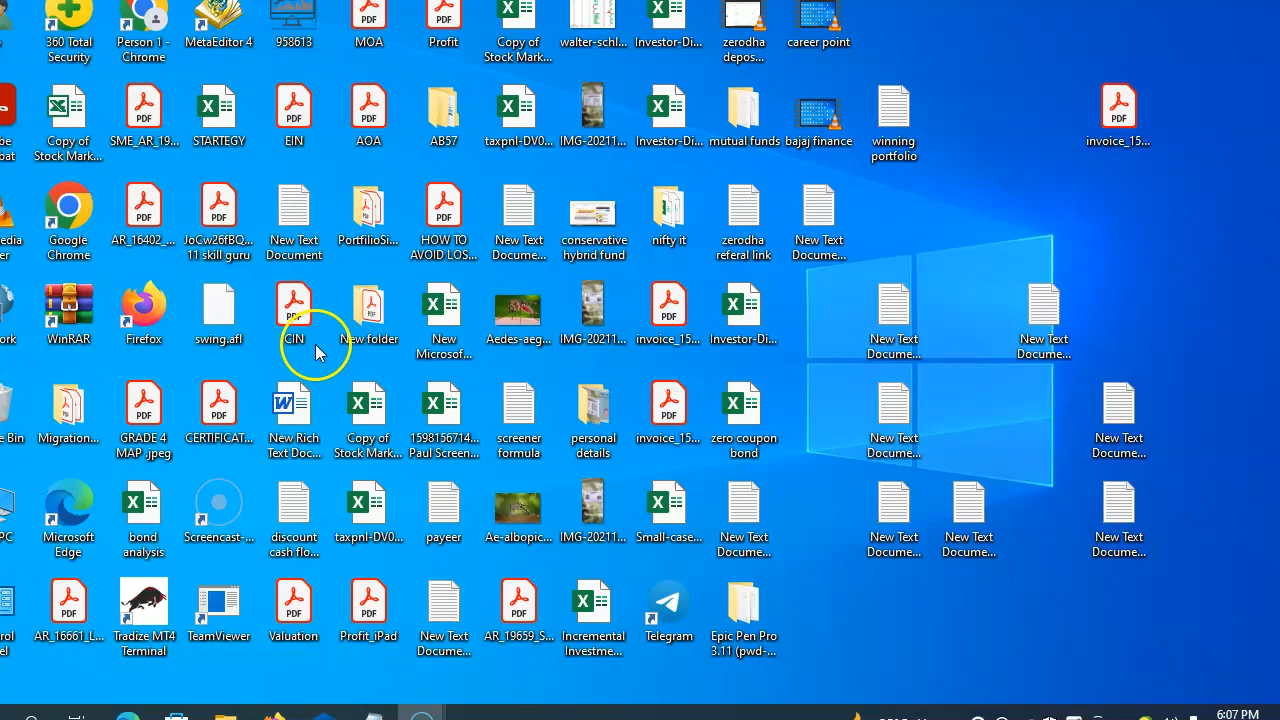 360 Total
Security
Person 1 -
Chrome
MetaEditor 4
958613
MOA
Profit
Copy of
Stock Mark...
walter-schl...
Investor-Di...
zerodha
depos...
career point
Copy of
Stock Mark...
SME_AR_19...
STARTEGY
EIN
AOA
AB57
taxpnl-DV0...
IMG-20211...
Investor-Di...
mutual funds
bajaj finance
winning
portfolio
invoice_15...
Google
Chrome
AR_16402_...
JoCw26fBQ...
11 skill guru
New Text
Document
PortfilioSi...
HOW TO
AVOID LOS...
New Text
Docume...
conservative
hybrid fund
nifty it
zerodha
referal link
New Text
Docume...
WinRAR
Firefox
swing.afl
CIN
New folder
New
Microsof...
Aedes-aeg...
IMG-20211...
invoice_15...
Investor-Di...
New Text
Docume...
New Text
Docume...
e Bin
Migration...
GRADE 4
MAP .jpeg
CERTIFICAT...
New Rich
Text Doc...
Copy of
Stock Mark...
1598156714...
Paul Screen...
screener
formula
personal
details
invoice_15...
zero coupon
bond
New Text
Docume...
New Text
Docume...
PC
Microsoft
Edge
bond
analysis
Screencast-...
discount
cash flo...
taxpnl-DV0...
payeer
Ae-albopic...
IMG-20211...
Small-case...
New Text
Docume...
New Text
Docume...
New Text
Docume...
New Text
Docume...
AR_16661_L...
Tradize MT4
Terminal
TeamViewer
Valuation
Profit_iPad
New Text
Docume...
AR_19659_S...
Incremental
Investme...
Telegram
Epic Pen Pro
3.11 (pwd-...
6:07 PM